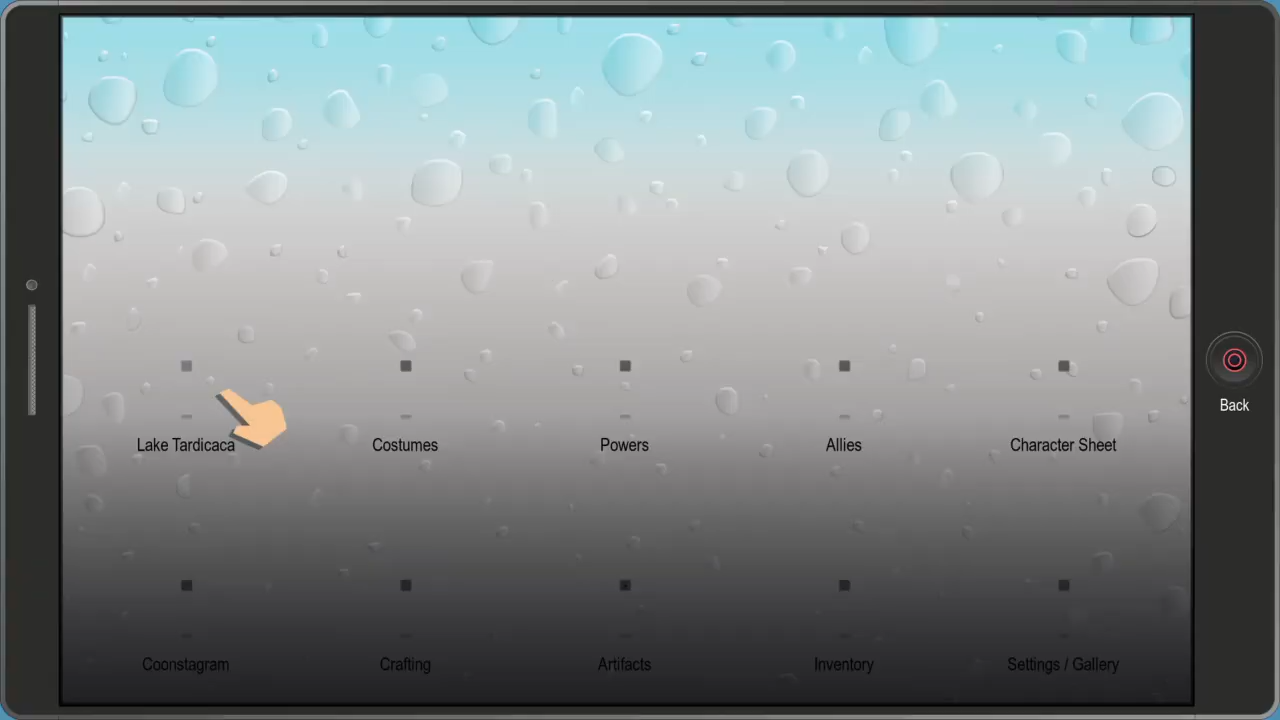 Back
Lake Tardicaca
Costumes
Powers
Allies
Character Sheet
Coonstagram
Crafting
Artifacts
Inventory
Settings / Gallery